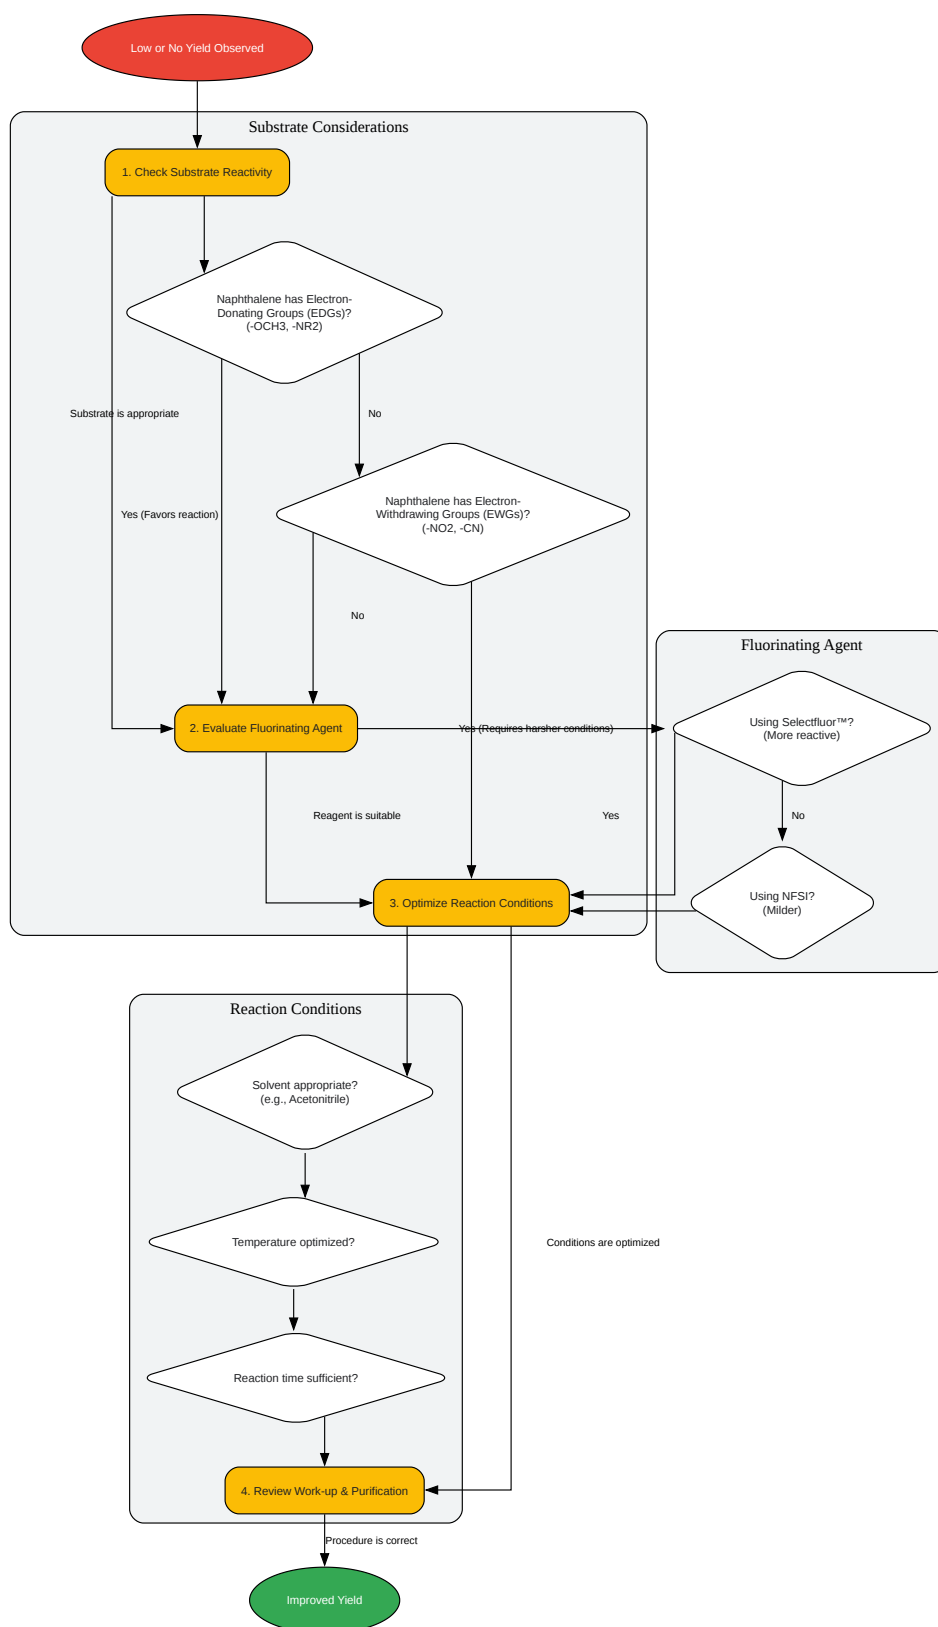 Low or No Yield Observed
Substrate Considerations
1. Check Substrate Reactivity
Naphthalene has Electron-
Donating Groups (EDGs)?
(-OCH3, -NR2)
Substrate is appropriate
No
Naphthalene has Electron-
Withdrawing Groups (EWGs)?
(-NO2, -CN)
Yes (Favors reaction)
No
Fluorinating Agent
2. Evaluate Fluorinating Agent
Yes (Requires harsher conditions)
Using Selectfluor™?
(More reactive)
Reagent is suitable
Yes
No
3. Optimize Reaction Conditions
Using NFSI?
(Milder)
Reaction Conditions
Solvent appropriate?
(e.g., Acetonitrile)
Temperature optimized?
Conditions are optimized
Reaction time sufficient?
4. Review Work-up & Purification
Procedure is correct
Improved Yield